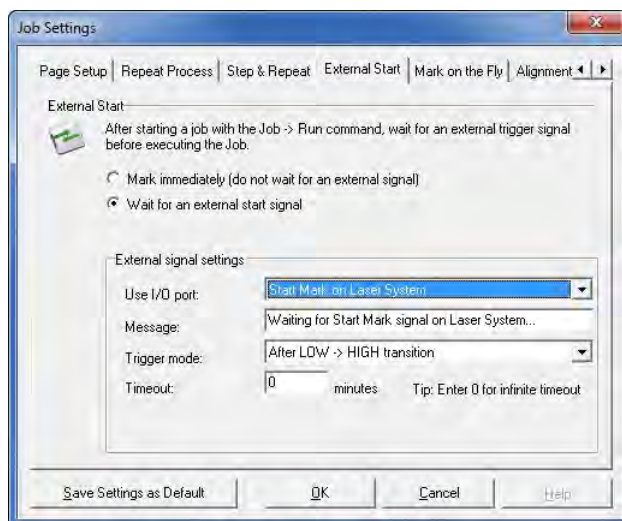 Job Settings
Page Setup Repeat Process Step & Repeat External Start Mark on the Fly Alignment
External Start
After starting a job with the Job -> Run command, wait for an external trigger signal
before executing the Job.
Mark immediately (do not wait for an external signal)
Wait for an external start signal
External signal settings
Use I/O port: Start Mark on Laser System
Message: Waiting for Start Mark signal on Laser System...
Trigger mode: After LOW -> HIGH transition
Timeout: 0 minutes Tip: Enter 0 for infinite timeout
Save Settings as Default OK Cancel Help